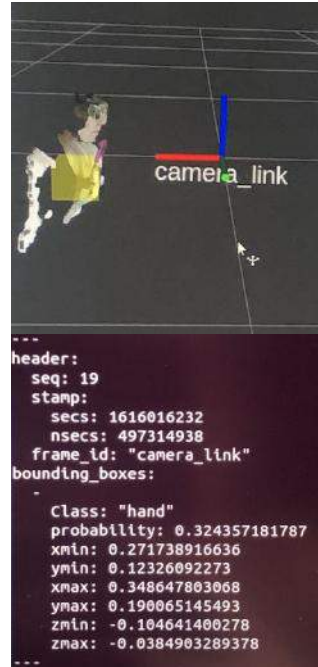 camera_link
---
header:
  seq: 19
  stamp:
    secs: 1616016232
    nsecs: 497314938
  frame_id: "camera_link"
bounding_boxes:
  -
    Class: "hand"
    probability: 0.324357181787
    xmin: 0.271738916636
    ymin: 0.12326092273
    xmax: 0.348647803068
    ymax: 0.190065145493
    zmin: -0.104641400278
    zmax: -0.0384903289378
---